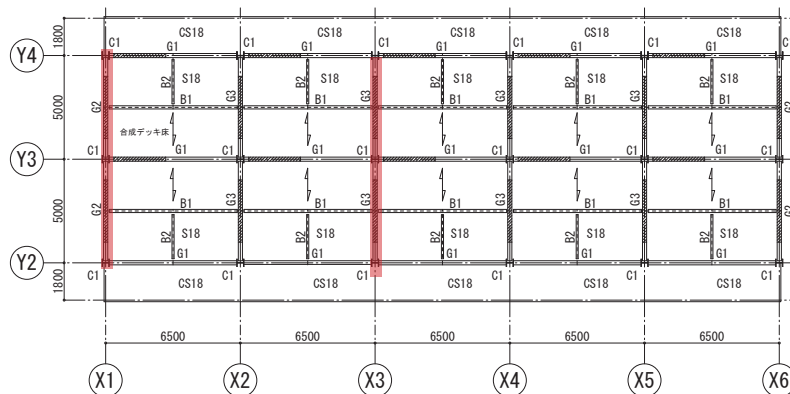 1800 CS18 CS18 CS18 CS18 CS18
Y4 C1 G1 C1 G1 C1 G1 C1 G1 C1 G1 C1
5000 B2 S18 B2 S18 B2 S18 B2 S18 B2 S18
G2 B1 G3 B1 G3 B1 G3 B1 G3 B1 G2
合成デッキ床
Y3 C1 G1 C1 G1 C1 G1 C1 G1 C1 G1 C1
5000 G2 B1 G3 B1 G3 B1 G3 B1 G3 B1 G2
B2 S18 B2 S18 B2 S18 B2 S18 B2 S18
Y2 G1 G1 G1 G1 G1
1800 C1 CS18 C1 CS18 C1 CS18 C1 CS18 C1 CS18 C1
6500 6500 6500 6500 6500
X1 X2 X3 X4 X5 X6